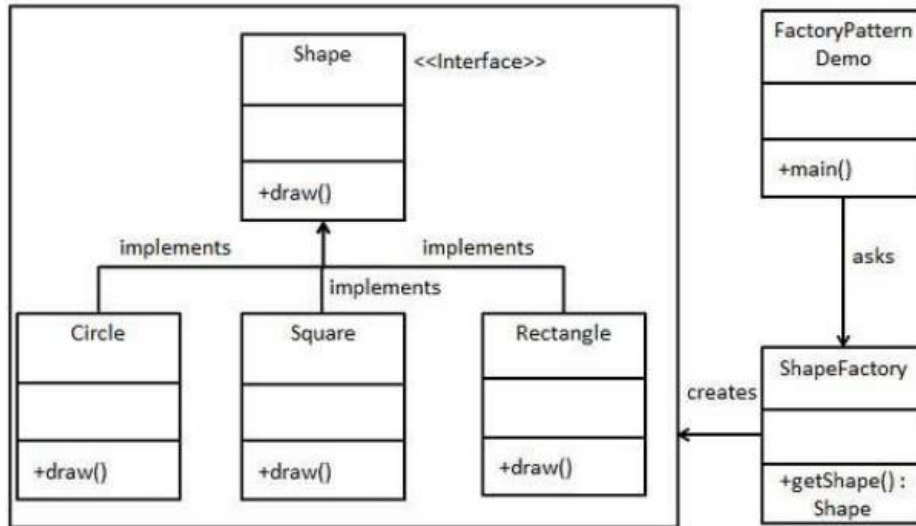 Shape
<<Interface>>
+draw()
implements
implements
implements
Circle
+draw()
Square
+draw()
Rectangle
+draw()
FactoryPattern
Demo
+main()
asks
ShapeFactory
+getShape() :
Shape
creates